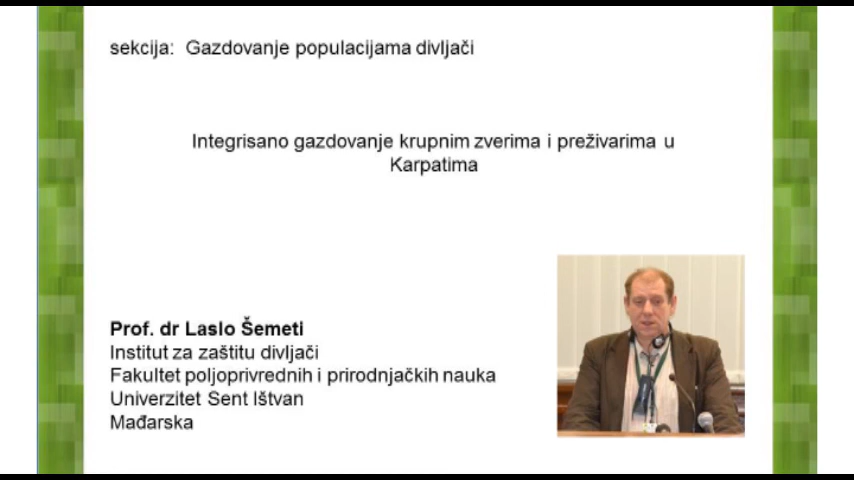 sekcija: Gazdovanje populacijama divljači
Integrisano gazdovanje krupnim zverima i preživarima u
Karpatima
Prof. dr Laslo Šemeti
Institut za zaštitu divljači
Fakultet poljoprivrednih i prirodnjačkih nauka
Univerzitet Sent Ištvan
Mađarska